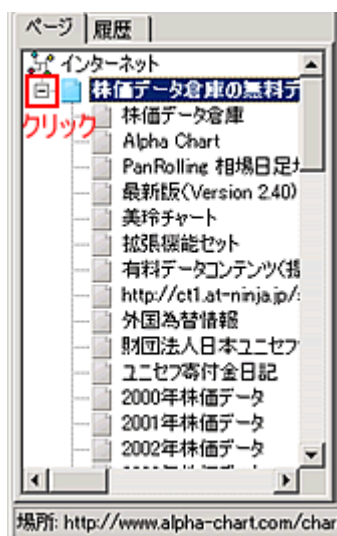 ページ 履歴
インターネット
株価データ倉庫の無料デ
クリック
株価データ倉庫
Alpha Chart
PanRolling 相場日足
最新版(Version 2.40)
美玲チャート
拡張機能セット
有料データコンテンツ(提
http://ct1.at-ninja.jp/
外国為替情報
財団法人日本ユニセフ
ユニセフ寄付金日記
2000年株価データ
2001年株価データ
2002年株価データ
場所: http://www.alpha-chart.com/char